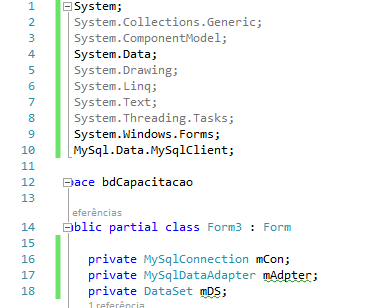 1 System;
2 System.Collections.Generic;
3 System.ComponentModel;
4 System.Data;
5 System.Drawing;
6 System.Linq;
7 System.Text;
8 System.Threading.Tasks;
9 System.Windows.Forms;
10 MySql.Data.MySqlClient;
11
12 pace bdCapacitacao
13
eferências
14 ublic partial class Form3 : Form
15
16 private MySqlConnection mCon;
17 private MySqlDataAdapter mAdpter;
18 private DataSet mDS;
1 referência